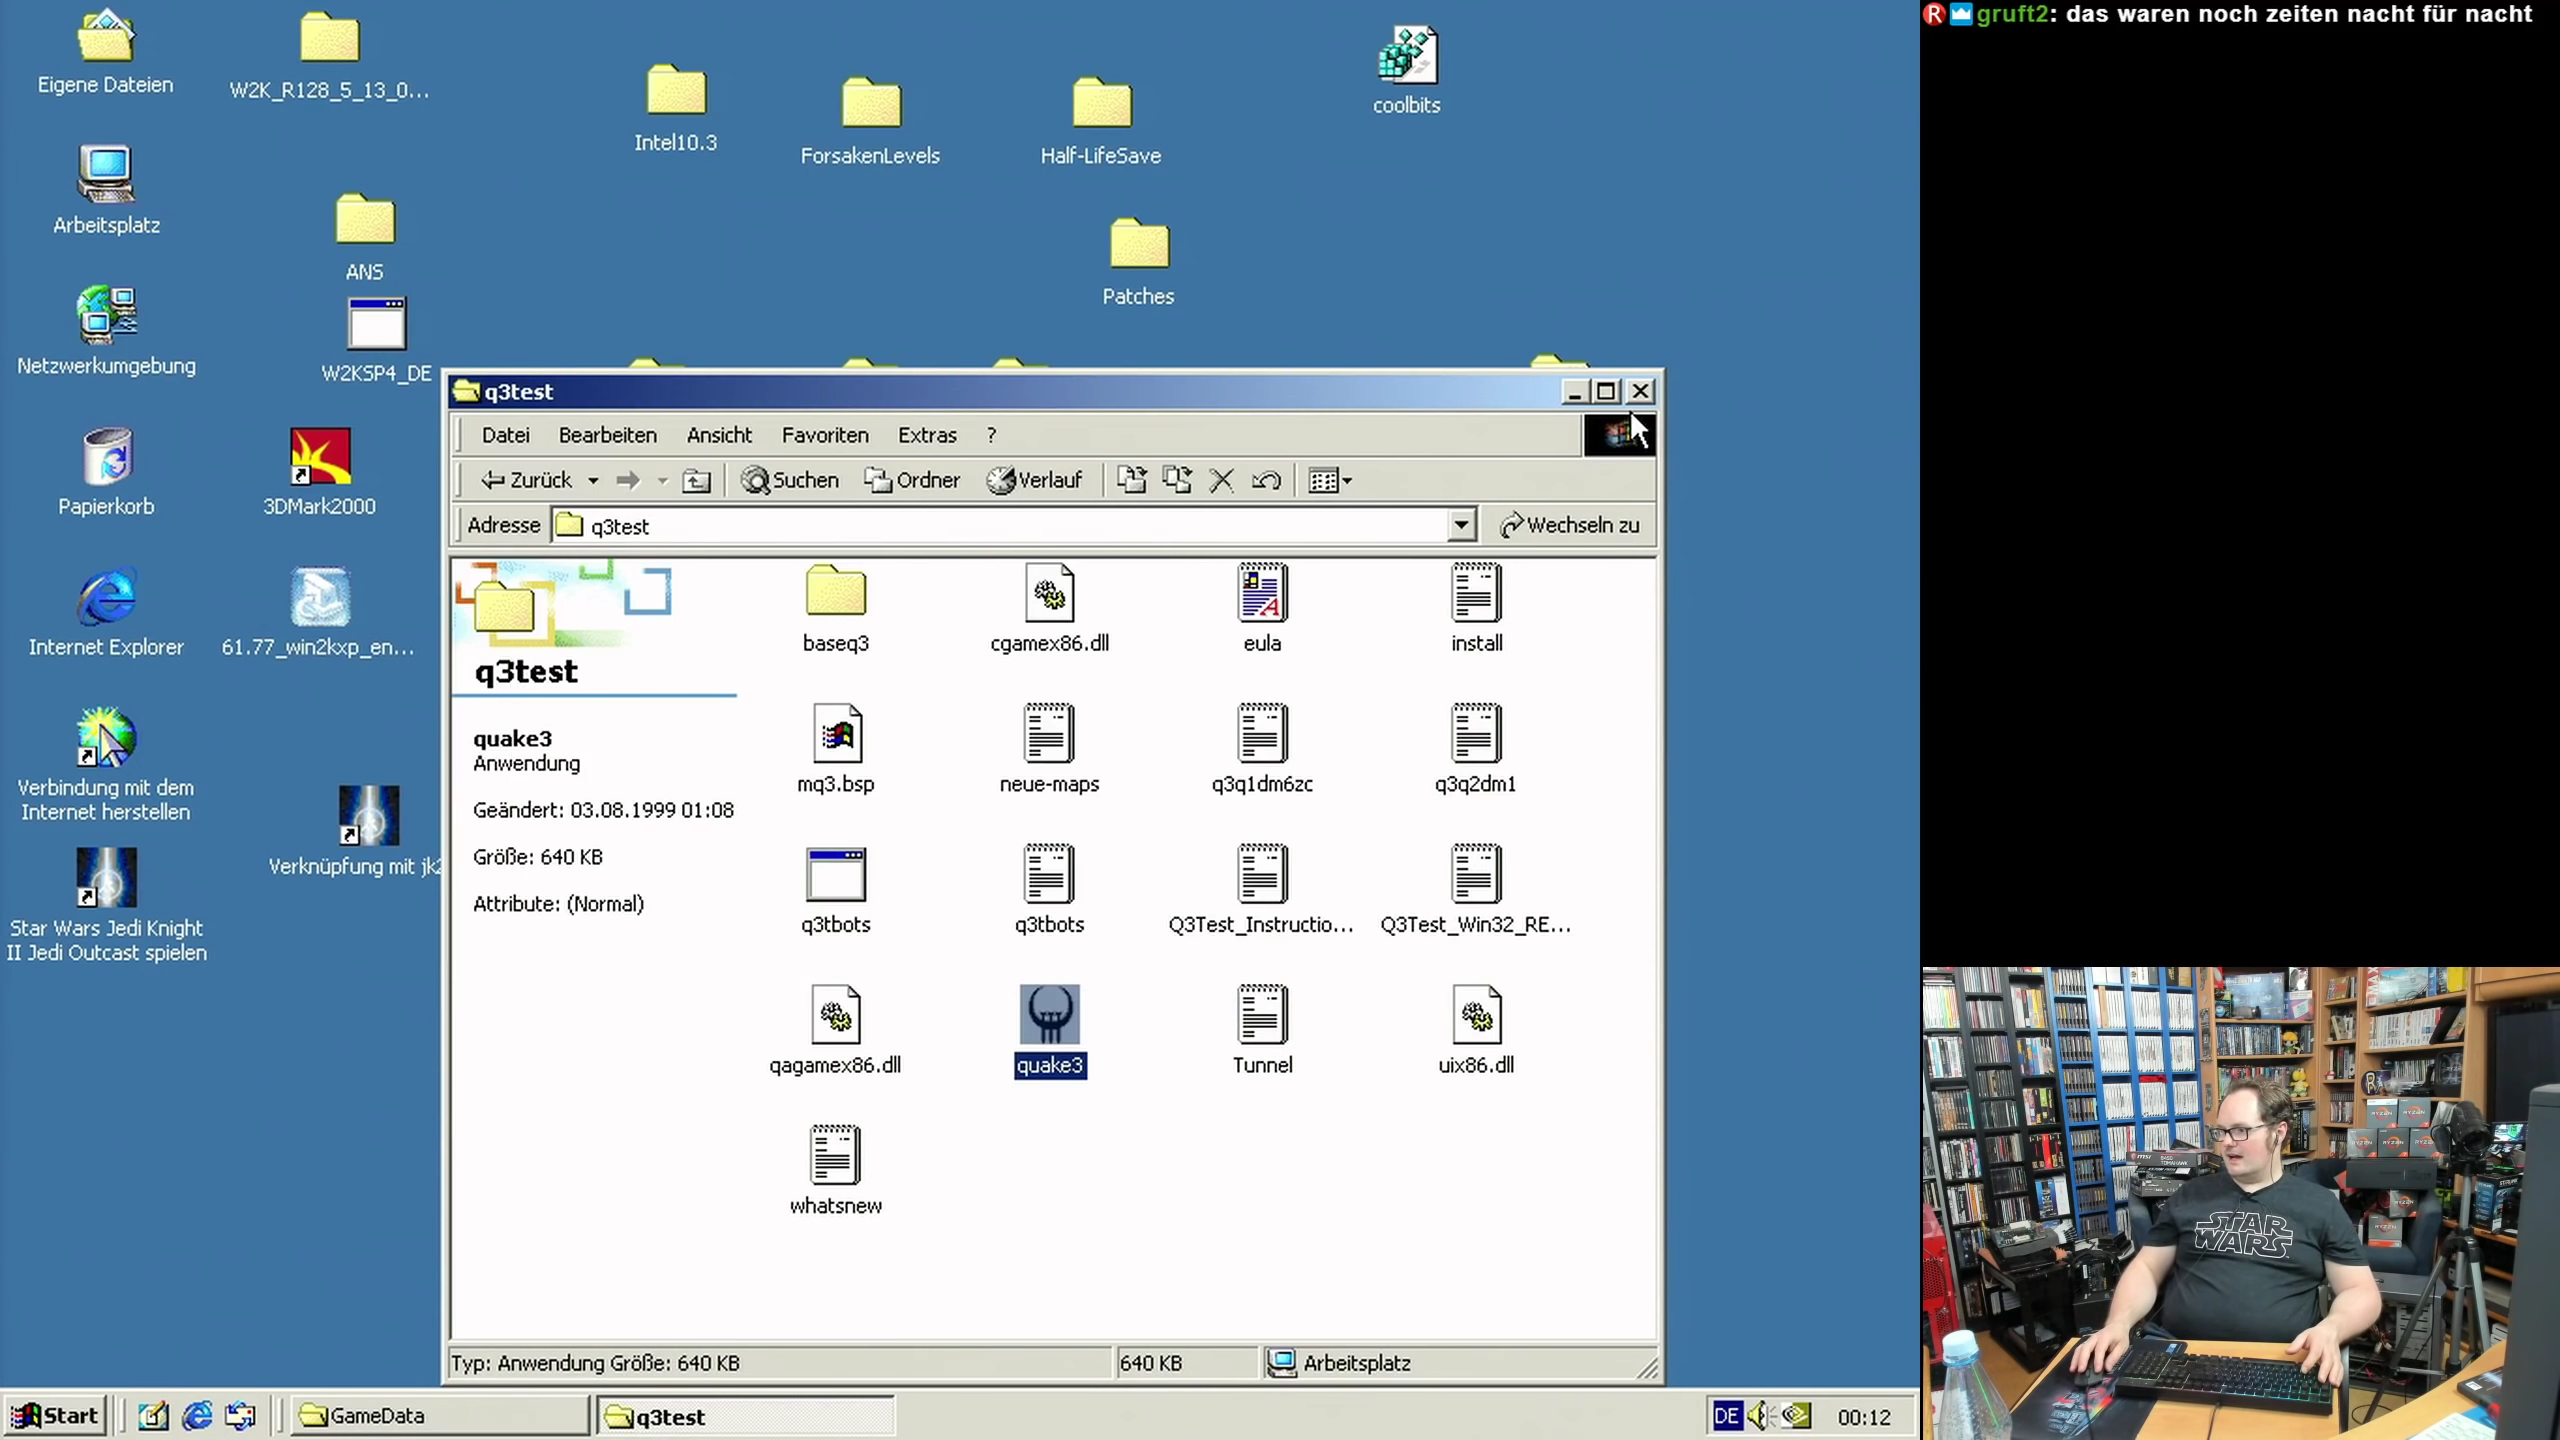 gruft2: das waren noch zeiten nacht für nacht
Eigene Dateien
W2K_R128_5_13_0...
Intel10.3
ForsakenLevels
Half-LifeSave
coolbits
Arbeitsplatz
ANS
Patches
Netzwerkumgebung
W2KSP4_DE
Papierkorb
3DMark2000
Internet Explorer
61.77_win2kxp_en...
Verbindung mit dem
Internet herstellen
Verknüpfung mit jk2
Star Wars Jedi Knight
II Jedi Outcast spielen
q3test
Datei Bearbeiten Ansicht Favoriten Extras ?
Zurück Suchen Ordner Verlauf
Adresse q3test Wechseln zu
q3test
quake3
Anwendung
Geändert: 03.08.1999 01:08
Größe: 640 KB
Attribute: (Normal)
baseq3
cgamex86.dll
eula
install
mq3.bsp
neue-maps
q3q1dm6zc
q3q2dm1
q3tbots
q3tbots
Q3Test_Instructio...
Q3Test_Win32_RE...
qagamex86.dll
quake3
Tunnel
uix86.dll
whatsnew
Typ: Anwendung Größe: 640 KB
640 KB
Arbeitsplatz
Start
GameData
q3test
DE
00:12
STAR
WARS
RYZEN